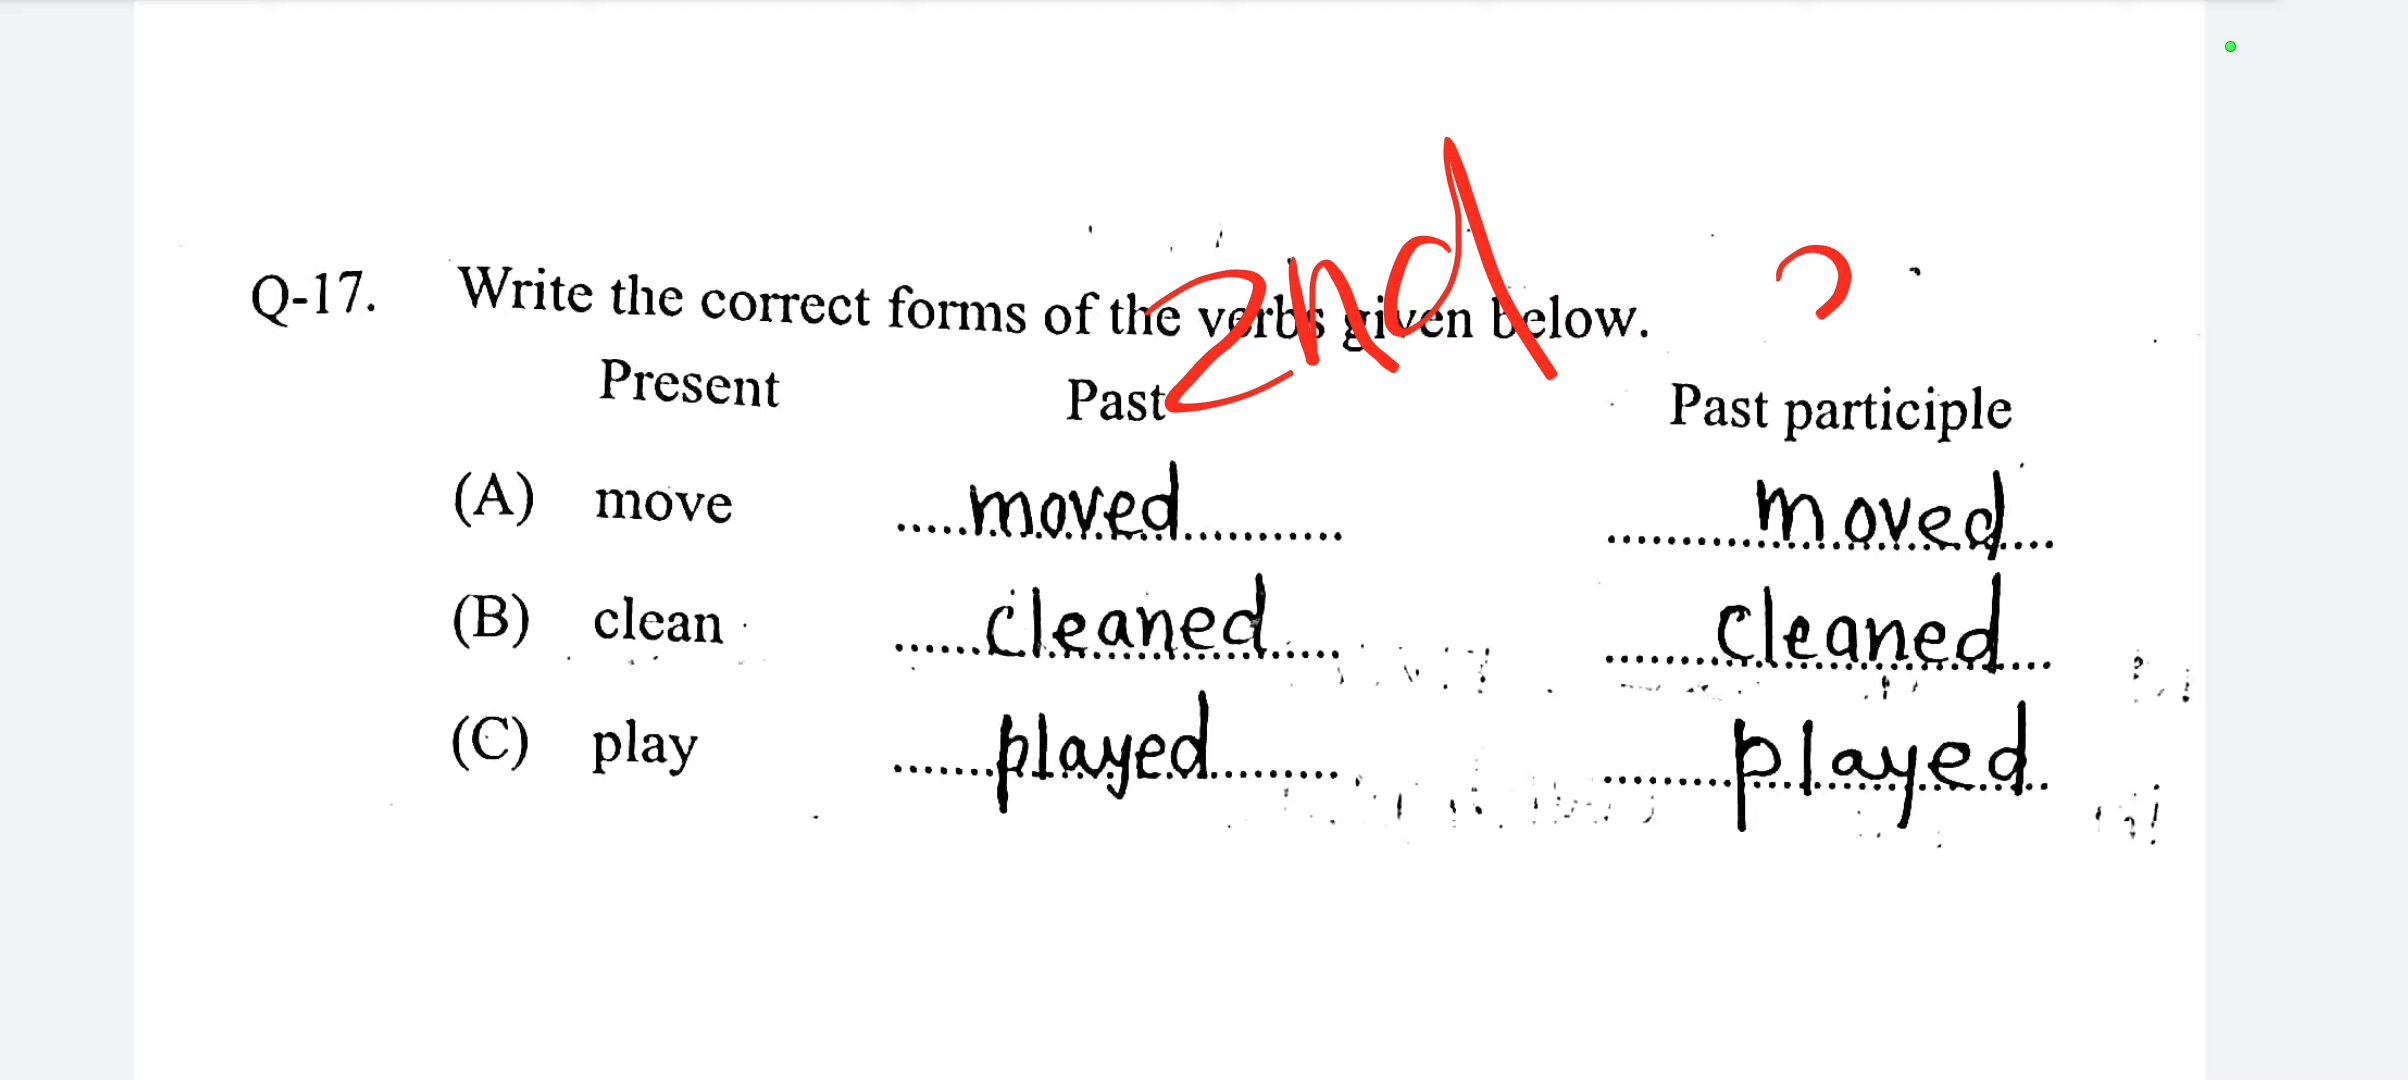 2nd
Q-17. Write the correct forms of the verbs given below.
Present Past Past participle
(A) move .....moved........... ..........moved...
(B) clean ......cleaned..... .......cleaned...
(C) play .......played......... .........played.